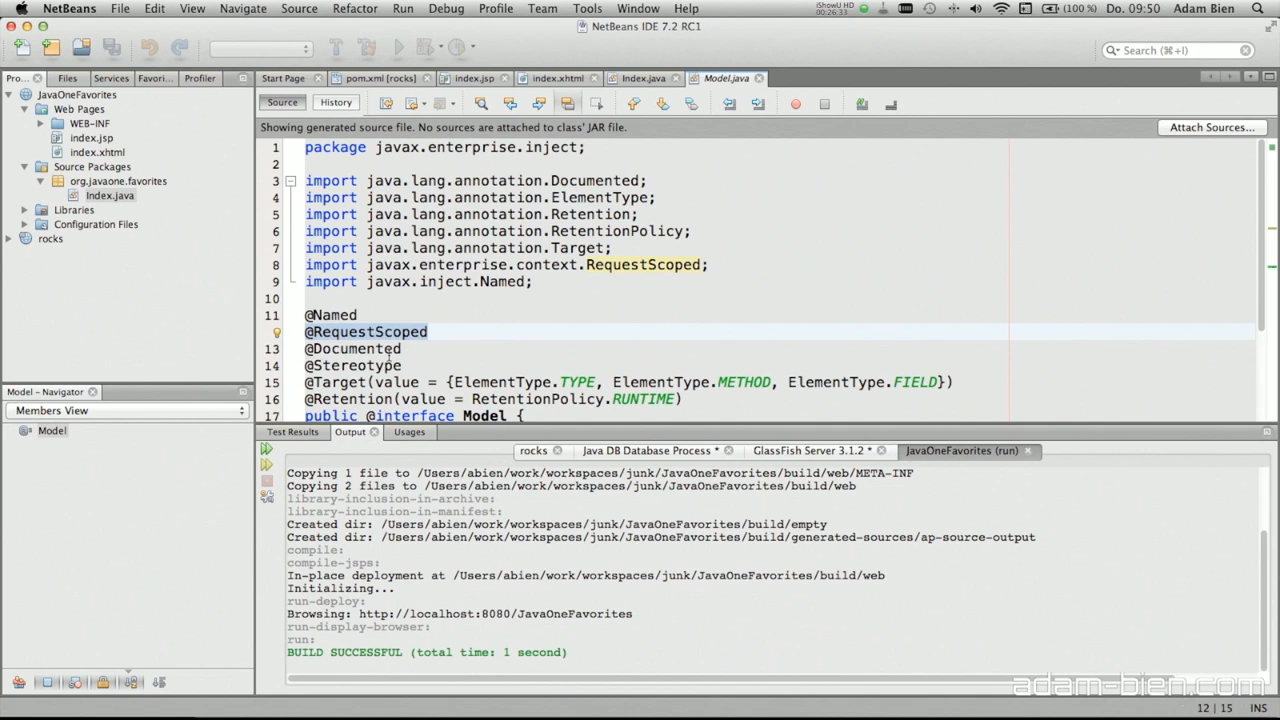 NetBeans File Edit View Navigate Source Refactor Run Debug Profile Team Tools Window Help iShowU HD 00:26:33 (100 %) Do. 09:50 Adam Bien
NetBeans IDE 7.2 RC1
Search (⌘+I)
Pro... Files Services Favori... Profiler
Start Page pom.xml [rocks] index.jsp index.xhtml Index.java Model.java
JavaOneFavorites
Web Pages
WEB-INF
index.jsp
index.xhtml
Source Packages
org.javaone.favorites
Index.java
Libraries
Configuration Files
rocks
Source History
Showing generated source file. No sources are attached to class' JAR file. Attach Sources...
1 package javax.enterprise.inject;
2
3 import java.lang.annotation.Documented;
4 import java.lang.annotation.ElementType;
5 import java.lang.annotation.Retention;
6 import java.lang.annotation.RetentionPolicy;
7 import java.lang.annotation.Target;
8 import javax.enterprise.context.RequestScoped;
9 import javax.inject.Named;
10
11 @Named
@RequestScoped
13 @Documented
14 @Stereotype
15 @Target(value = {ElementType.TYPE, ElementType.METHOD, ElementType.FIELD})
16 @Retention(value = RetentionPolicy.RUNTIME)
17 public @interface Model {
Model - Navigator
Members View
Model
Test Results Output Usages
rocks Java DB Database Process * GlassFish Server 3.1.2 * JavaOneFavorites (run)
Copying 1 file to /Users/abien/work/workspaces/junk/JavaOneFavorites/build/web/META-INF
Copying 2 files to /Users/abien/work/workspaces/junk/JavaOneFavorites/build/web
library-inclusion-in-archive:
library-inclusion-in-manifest:
Created dir: /Users/abien/work/workspaces/junk/JavaOneFavorites/build/empty
Created dir: /Users/abien/work/workspaces/junk/JavaOneFavorites/build/generated-sources/ap-source-output
compile:
compile-jsps:
In-place deployment at /Users/abien/work/workspaces/junk/JavaOneFavorites/build/web
Initializing...
run-deploy:
Browsing: http://localhost:8080/JavaOneFavorites
run-display-browser:
run:
BUILD SUCCESSFUL (total time: 1 second)
adam-bien.com
12 | 15 INS